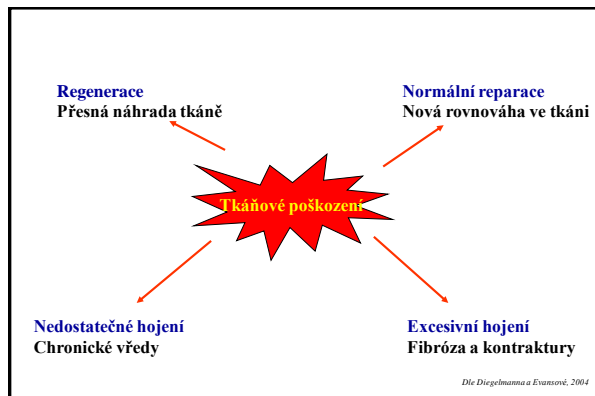 Regenerace
Přesná náhrada tkáně
Normální reparace
Nová rovnováha ve tkáni
Tkáňové poškození
Nedostatečné hojení
Chronické vředy
Excesivní hojení
Fibróza a kontraktury
Dle Diegelmanna a Evansové, 2004